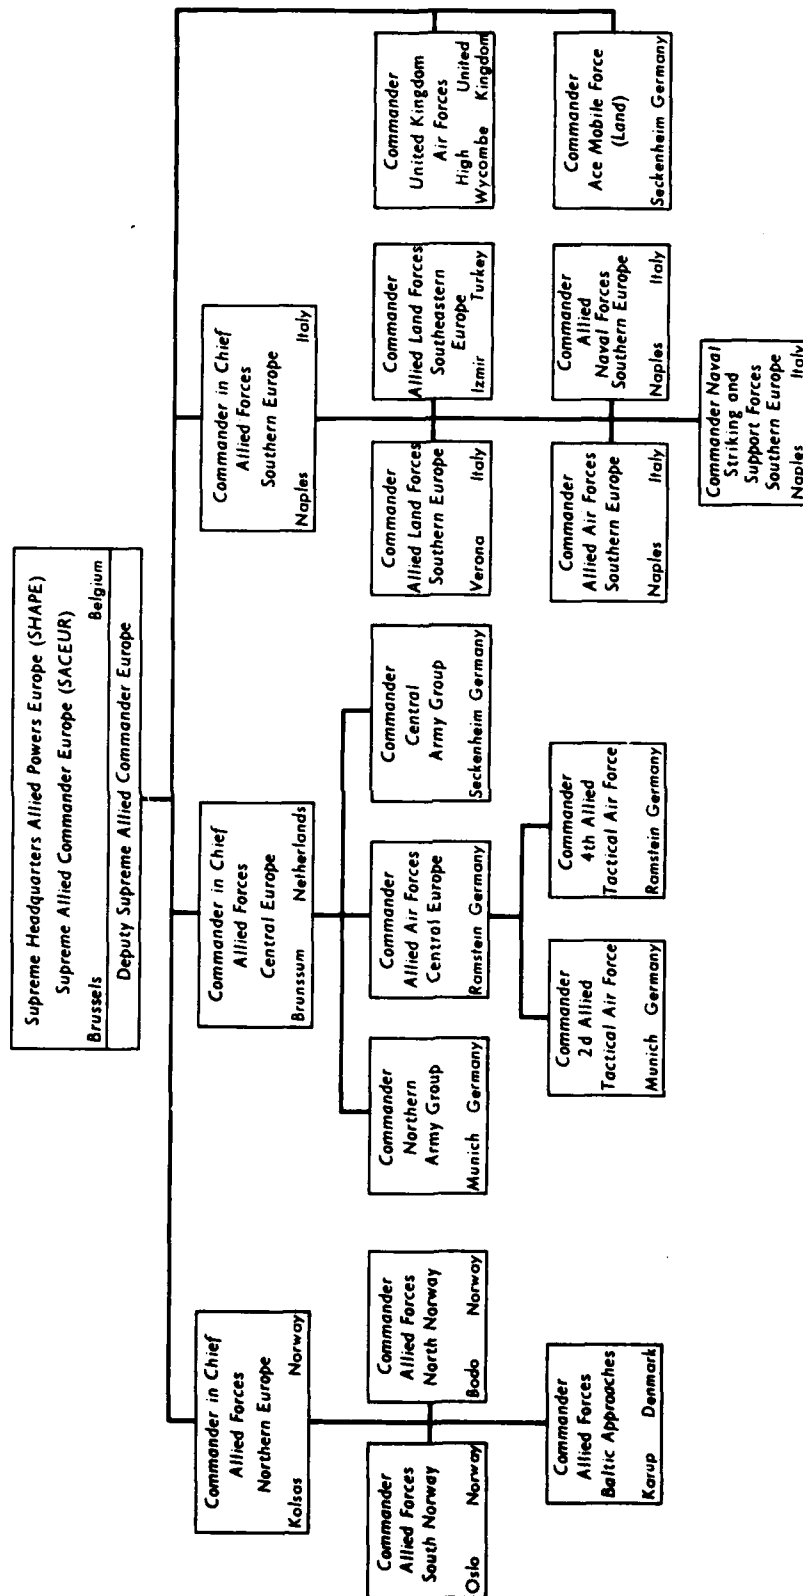 Supreme Headquarters Allied Powers Europe (SHAPE)
Supreme Allied Commander Europe (SACEUR)
Brussels Belgium
Deputy Supreme Allied Commander Europe
Commander in Chief
Allied Forces
Northern Europe
Kolsas Norway
Commander in Chief
Allied Forces
Central Europe
Brunssum Netherlands
Commander in Chief
Allied Forces
Southern Europe
Naples Italy
Commander
Allied Forces
South Norway
Oslo Norway
Commander
Allied Forces
North Norway
Bodo Norway
Commander
Northern
Army Group
Munich Germany
Commander
Allied Air Forces
Central Europe
Ramstein Germany
Commander
Central
Army Group
Seckenheim Germany
Commander
Allied Land Forces
Southern Europe
Verona Italy
Commander
Allied Land Forces
Southeastern
Europe
Izmir Turkey
Commander
United Kingdom
Air Forces
High United
Wycombe Kingdom
Commander
Allied Forces
Baltic Approaches
Karup Denmark
Commander
2d Allied
Tactical Air Force
Munich Germany
Commander
4th Allied
Tactical Air Force
Ramstein Germany
Commander
Allied Air Forces
Southern Europe
Naples Italy
Commander
Allied
Naval Forces
Southern Europe
Naples Italy
Commander
Ace Mobile Force
(Land)
Seckenheim Germany
Commander Naval
Striking and
Support Forces
Southern Europe
Naples Italy